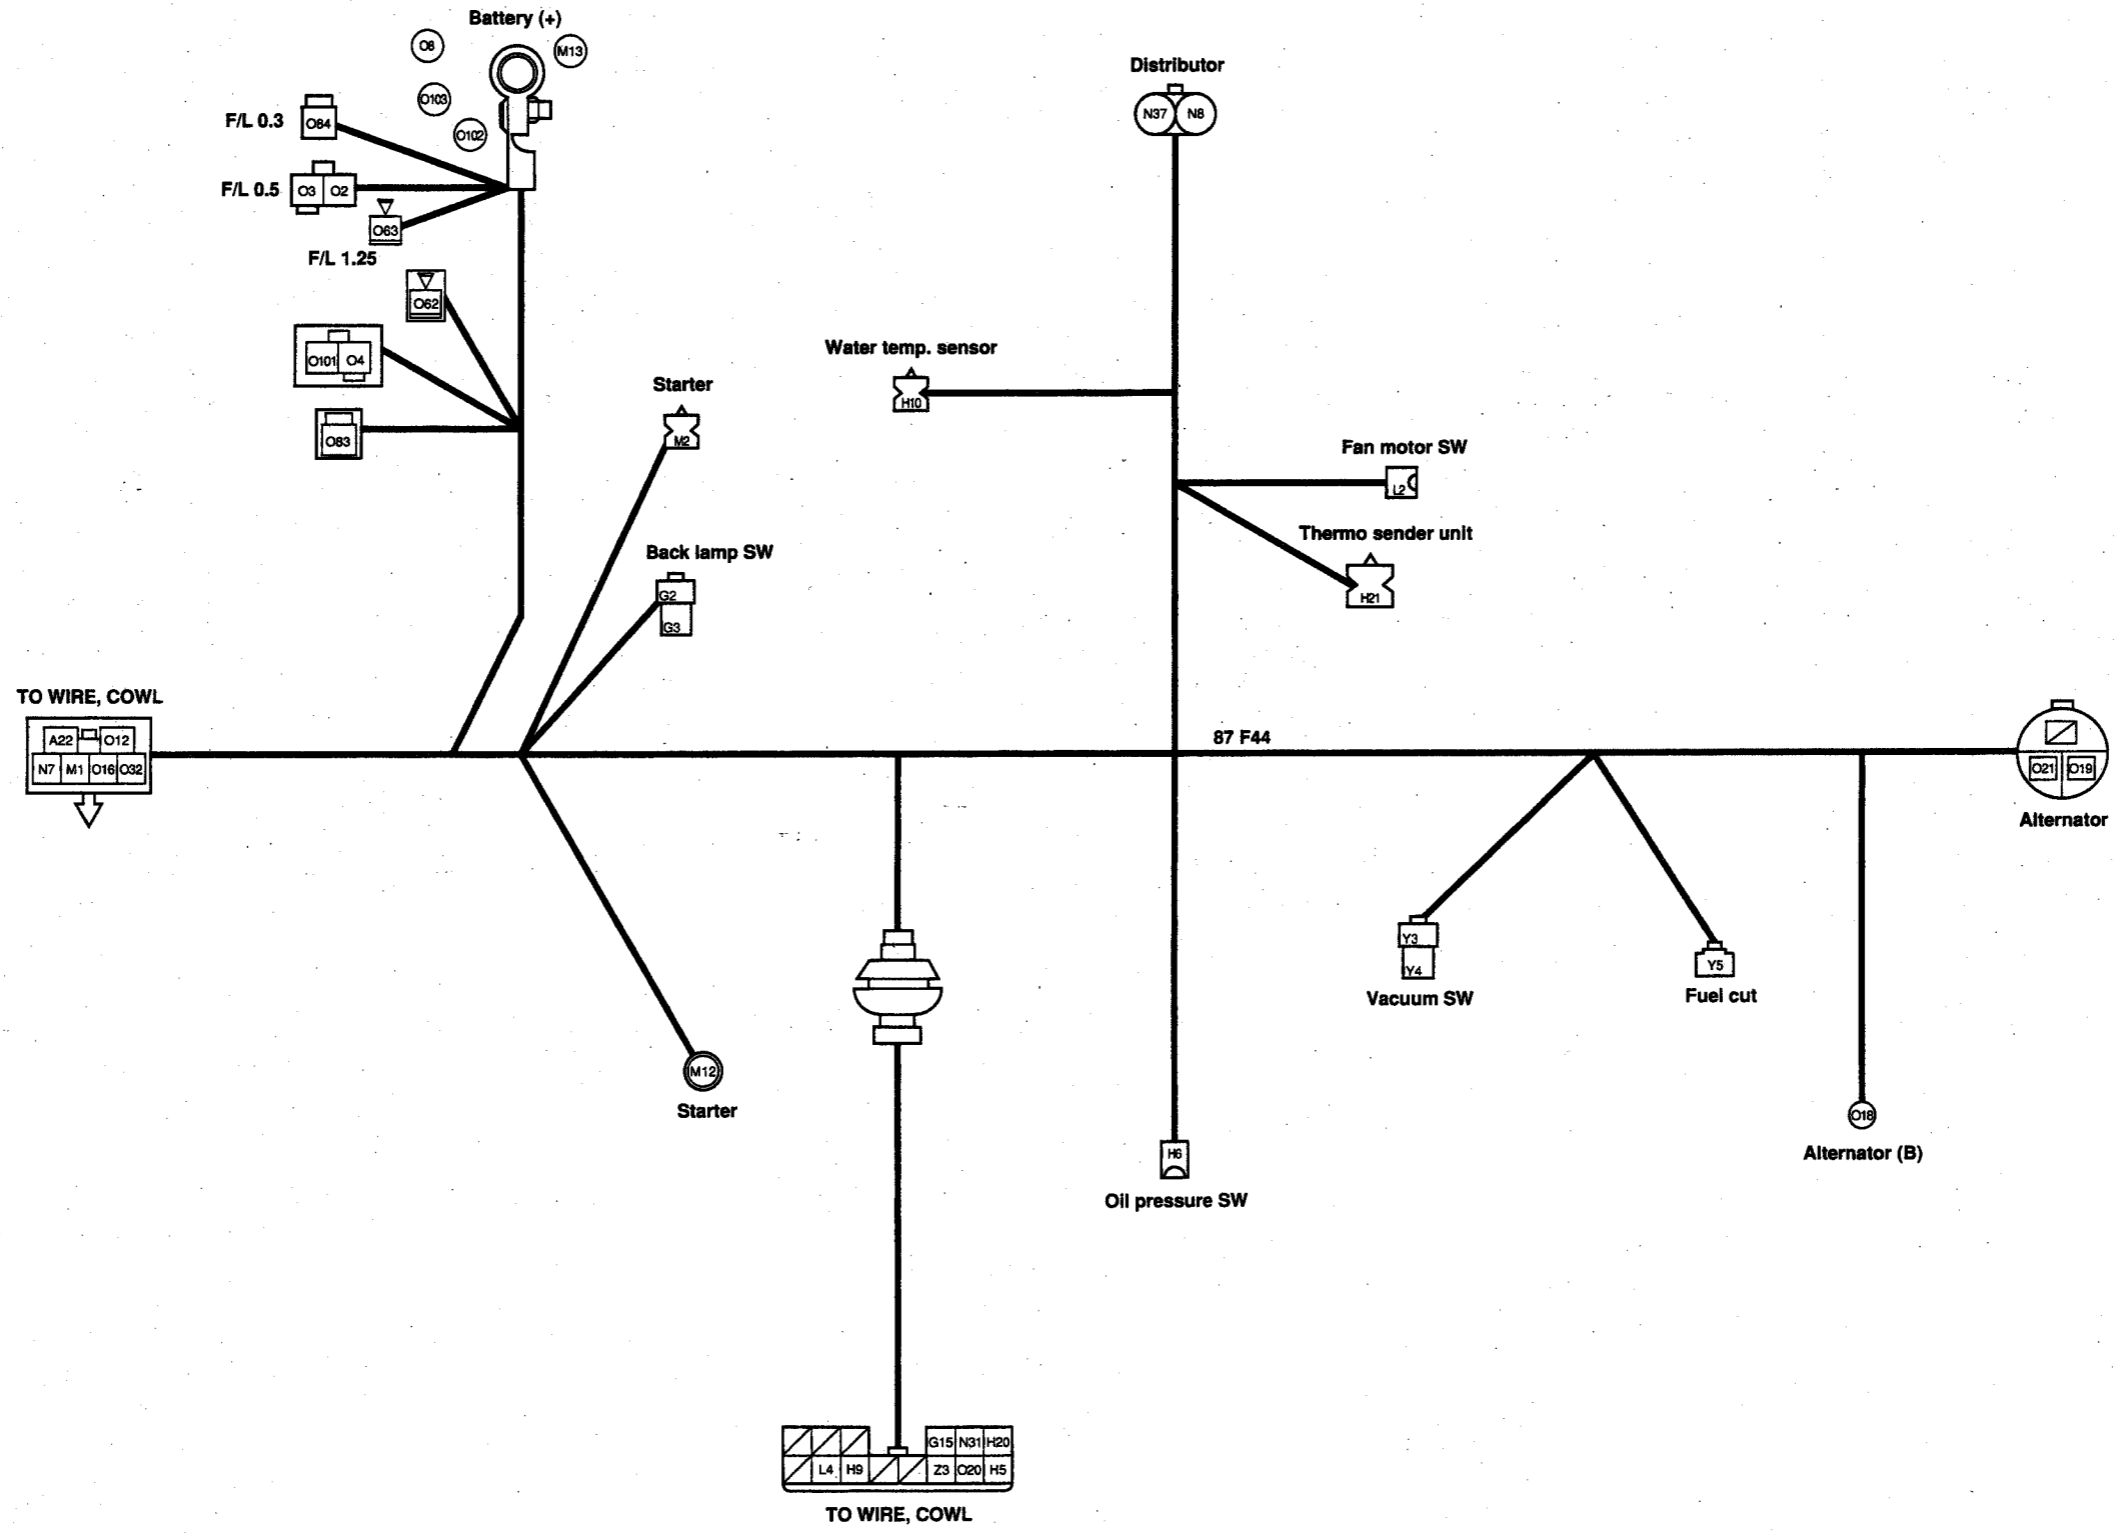 Battery (+)
O8
M13
O103
O102
F/L 0.3
O84
F/L 0.5
O3 O2
O63
F/L 1.25
O62
O101 O4
O83
Distributor
N37 N8
Water temp. sensor
H10
Starter
M2
Fan motor SW
L2
Thermo sender unit
H21
Back lamp SW
G2
G3
TO WIRE, COWL
A22 O12
N7 M1 O16 O32
87 F44
O21 O19
Alternator
Y3
Y4
Vacuum SW
Y5
Fuel cut
M12
Starter
O18
Alternator (B)
H6
Oil pressure SW
G15 N31 H20
L4 H9 Z3 O20 H5
TO WIRE, COWL